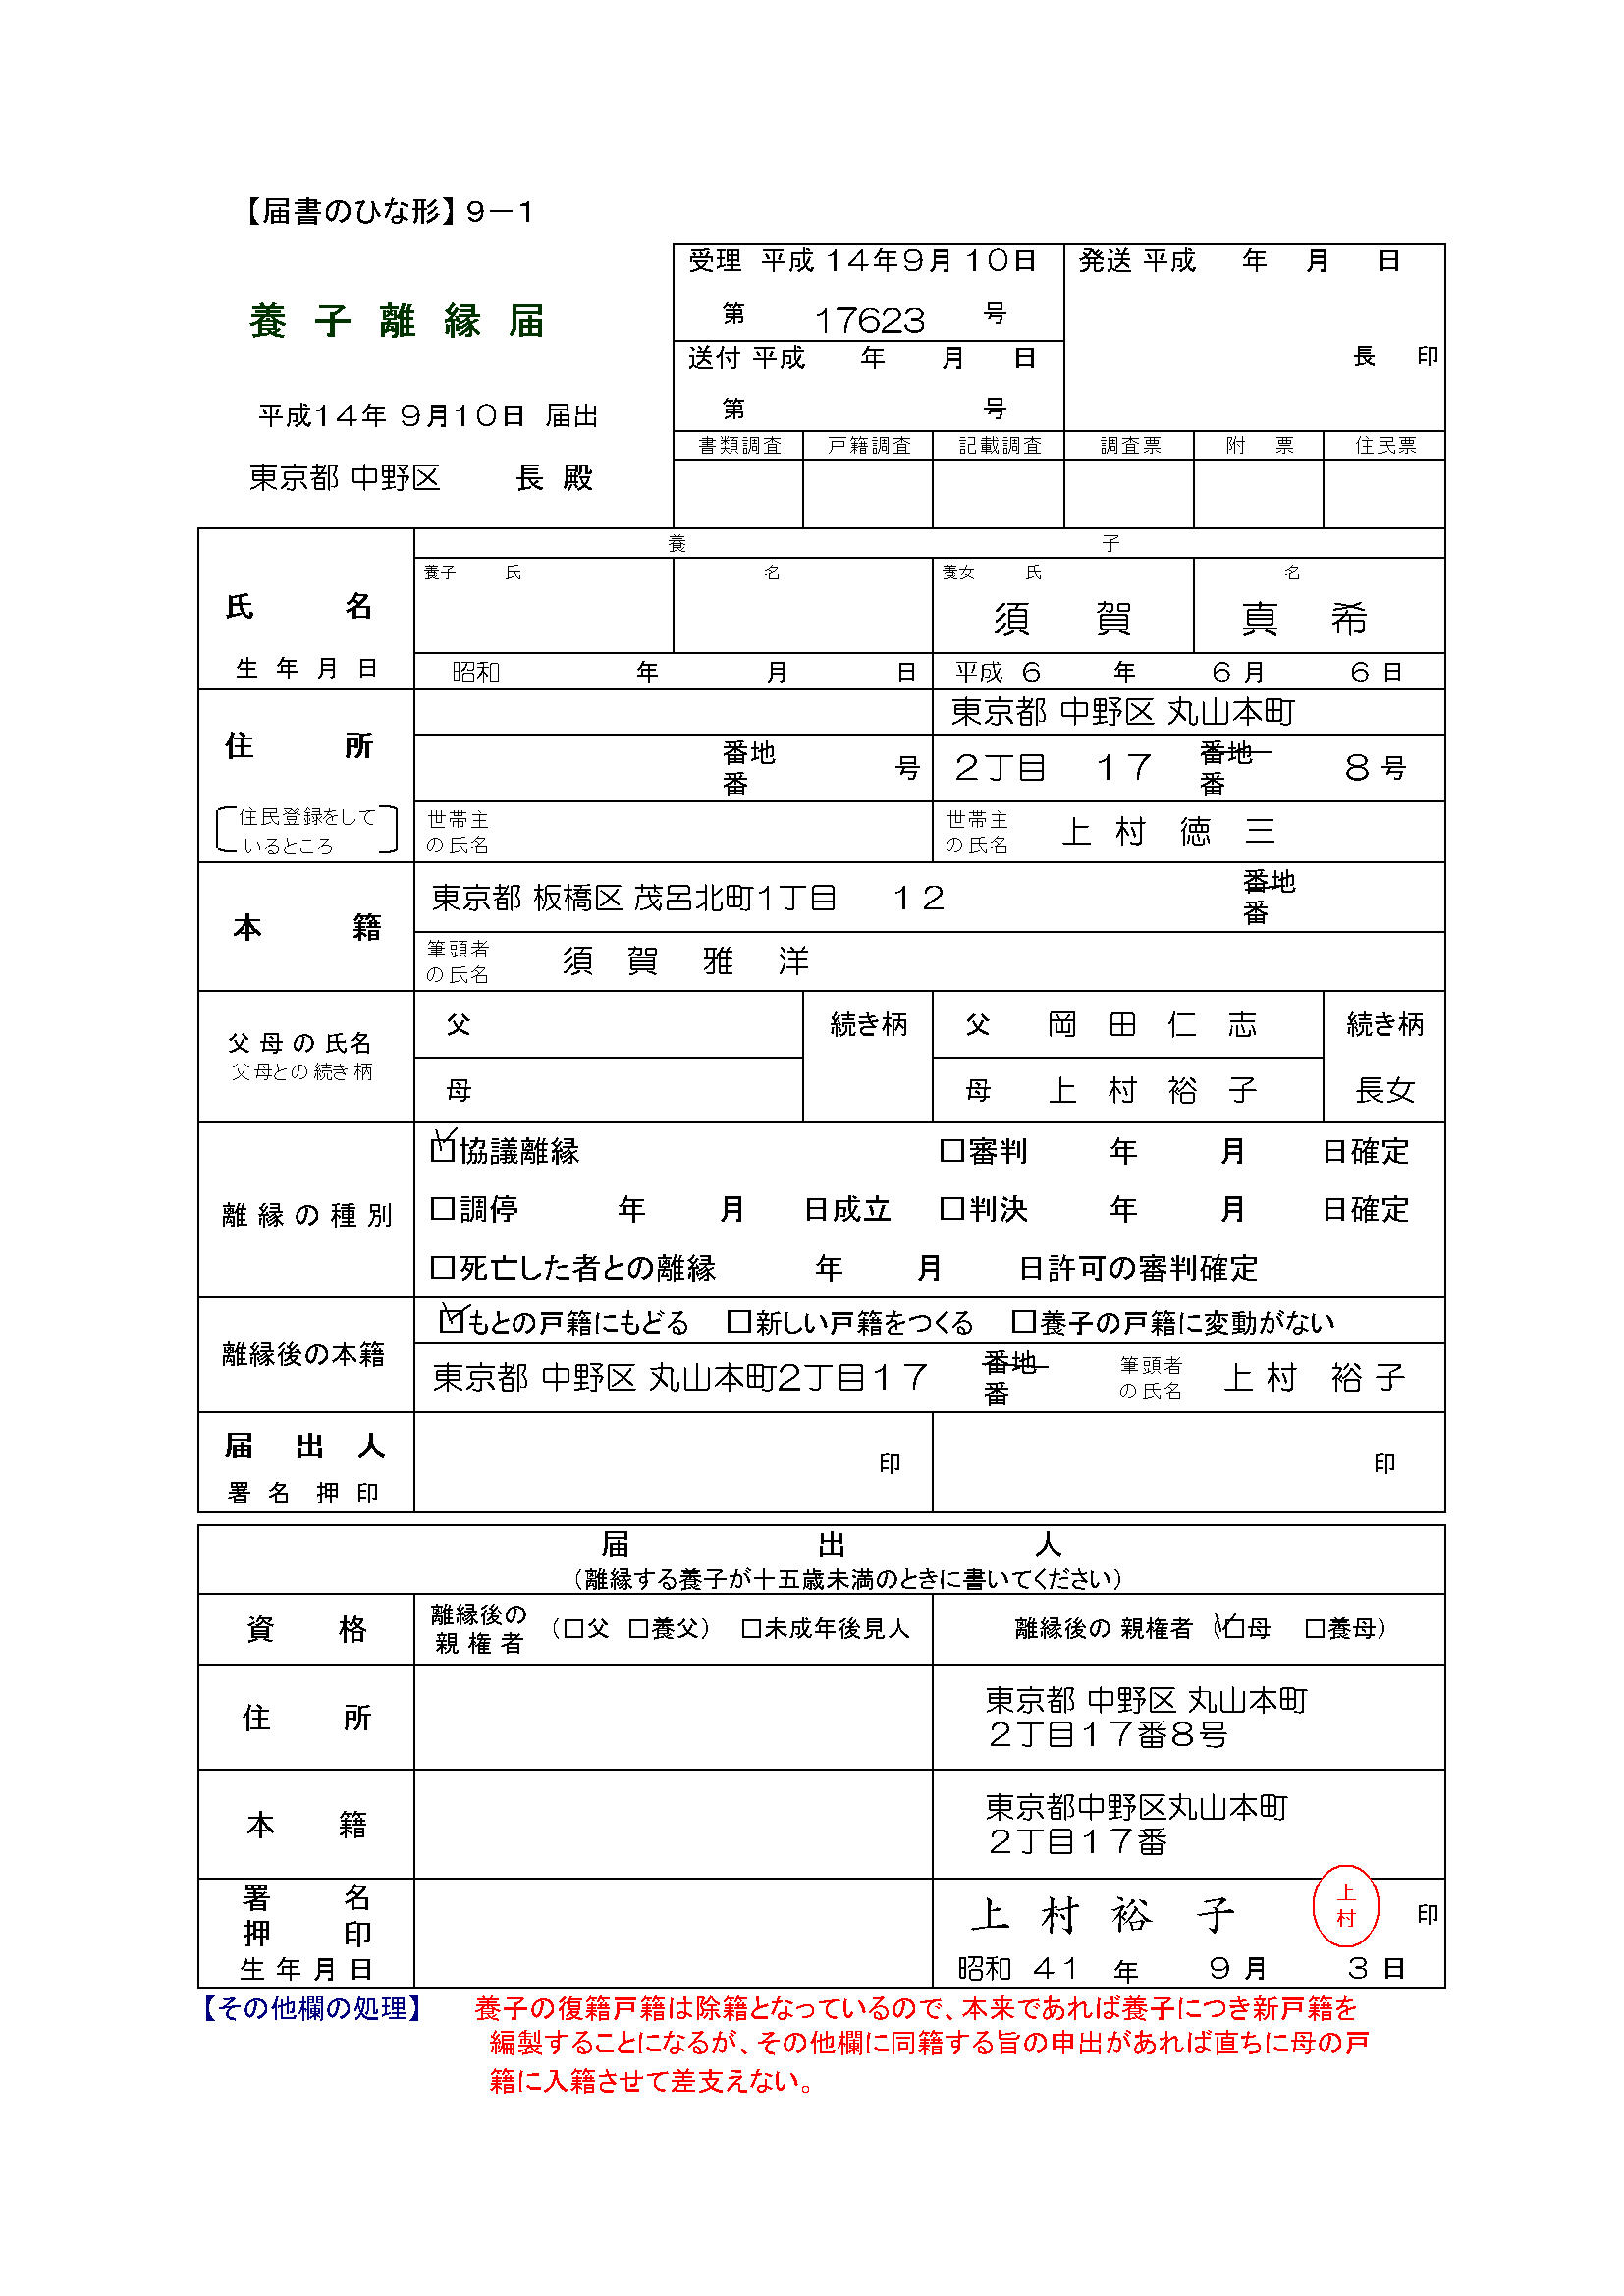 【届書のひな形】９－１
受理 平成 14年9月10日 発送 平成 年 月 日
養子離縁届
第 17623 号
送付 平成 年 月 日 長 印
平成14年 9月10日 届出
第 号
書類調査 戸籍調査 記載調査 調査票 附票 住民票
東京都 中野区 長 殿
養 子
養子 氏 名 養女 氏 名
氏 名 須賀 真希
生年月日 昭和 年 月 日 平成 6 年 6月 6日
東京都 中野区 丸山本町
住 所
番地 番地
号 2丁目 17 8号
番 番
住民登録をして 世帯主 世帯主
上村 徳三
いるところ の氏名 の氏名
番地
東京都 板橋区 茂呂北町1丁目 12
番
本 籍
筆頭者
須賀 雅洋
の氏名
父 続き柄 父 岡田仁志 続き柄
父母の氏名
父母との続き柄
母 母 上村裕子 長女
☑協議離縁 □審判 年 月 日確定
離縁の種別 □調停 年 月 日成立 □判決 年 月 日確定
□死亡した者との離縁 年 月 日許可の審判確定
☑もとの戸籍にもどる □新しい戸籍をつくる □養子の戸籍に変動がない
離縁後の本籍
番地 筆頭者
東京都 中野区 丸山本町2丁目17 上村 裕子
番 の氏名
届出人
印 印
署名押印
届 出 人
（離縁する養子が十五歳未満のときに書いてください）
離縁後の
資 格 （□父 □養父） □未成年後見人 離縁後の 親権者 （☑母 □養母）
親権者
東京都 中野区 丸山本町
住 所
2丁目17番8号
東京都中野区丸山本町
本 籍
2丁目17番
署 名 上村裕子 上村 印
押 印
生年月日 昭和 41 年 9月 3日
【その他欄の処理】 養子の復籍戸籍は除籍となっているので、本来であれば養子につき新戸籍を
編製することになるが、その他欄に同籍する旨の申出があれば直ちに母の戸
籍に入籍させて差支えない。